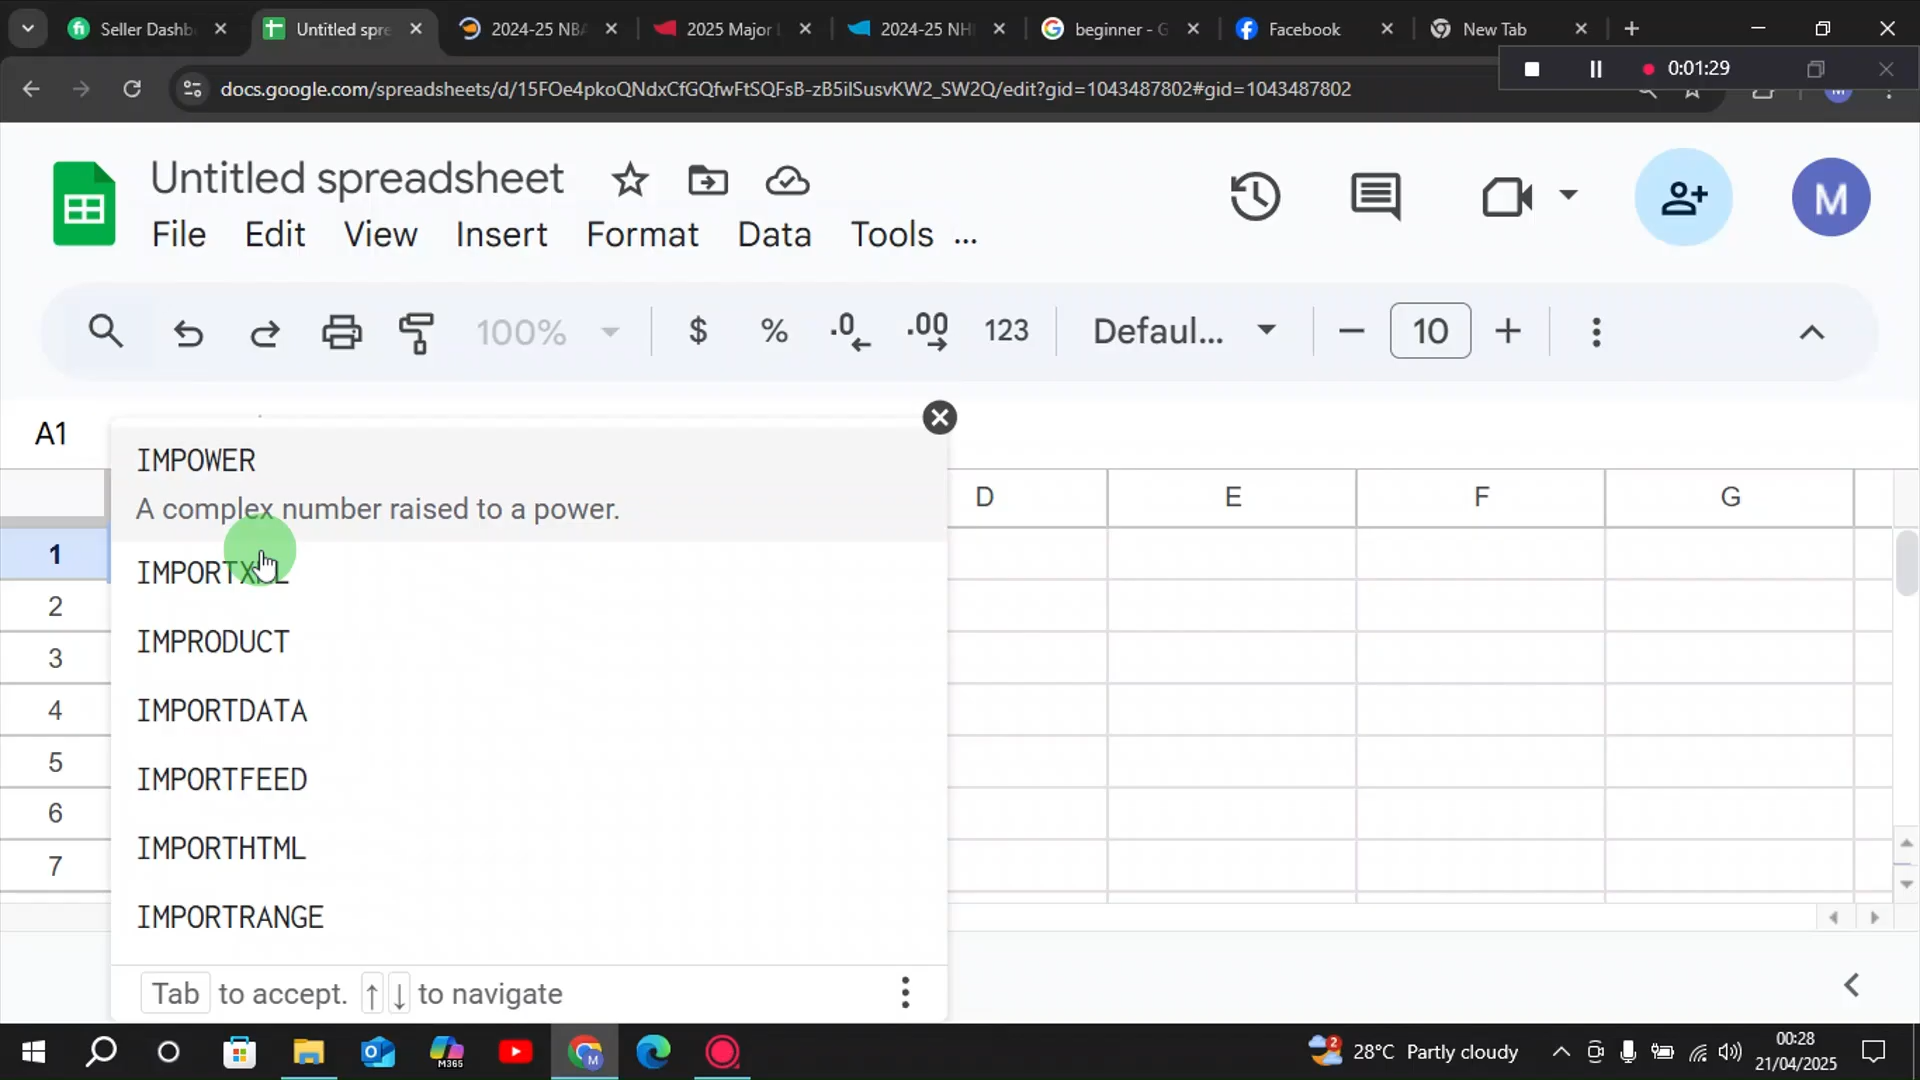 Seller Dashb
Untitled spre
2024-25 NBA
2025 Major
2024-25 NH
beginner - G
Facebook
New Tab
docs.google.com/spreadsheets/d/15FOe4pkoQNdxCfGQfwFtSQFsB-zB5ilSusvKW2_SW2Q/edit?gid=1043487802#gid=1043487802
0:01:29
Untitled spreadsheet
File Edit View Insert Format Data Tools ...
M
100% $ % .0 .00 123 Defaul... 10
A1
IMPOWER
A complex number raised to a power.
IMPRODUCT
IMPORTDATA
IMPORTFEED
IMPORTHTML
IMPORTRANGE
Tab to accept. ↑ ↓ to navigate
D E F G
1
2
3
4
5
6
7
M365
M
2
28°C Partly cloudy
00:28
21/04/2025